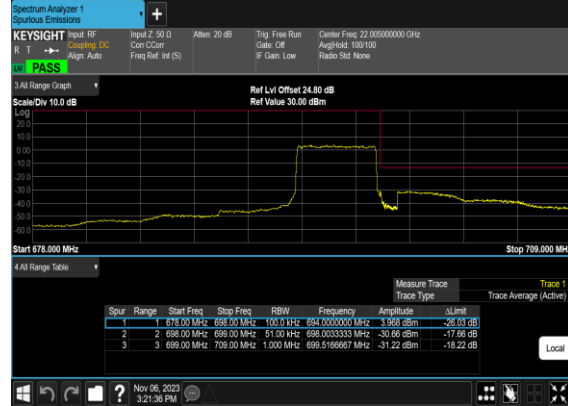 Spectrum Analyzer 1
Spurious Emissions
+
KEYSIGHT Input: RF Input Z: 50 Ω Atten: 20 dB Trig: Free Run Center Freq: 22.005000000 GHz
R T Coupling: DC Corr CCorr Gate: Off Avg|Hold: 100/100
Align: Auto Freq Ref: Int (S) IF Gain: Low Radio Std: None
PASS
3 All Range Graph Ref Lvl Offset 24.80 dB
Scale/Div 10.0 dB Ref Value 30.00 dBm
Log
20.0
10.0
0.00
-10.0
-20.0
-30.0
-40.0
-50.0
-60.0
Start 678.000 MHz Stop 709.000 MH
4 All Range Table
Measure Trace Trace 1
Trace Type Trace Average (Active)
Spur Range Start Freq Stop Freq RBW Frequency Amplitude ΔLimit
1 1 678.00 MHz 698.00 MHz 100.0 kHz 694.0000000 MHz 3.968 dBm -26.03 dB
2 2 698.00 MHz 699.00 MHz 51.00 kHz 698.0033333 MHz -30.66 dBm -17.66 dB
3 3 699.00 MHz 709.00 MHz 1.000 MHz 699.5166667 MHz -31.22 dBm -18.22 dB
Local
? Nov 06, 2023
3:21:36 PM